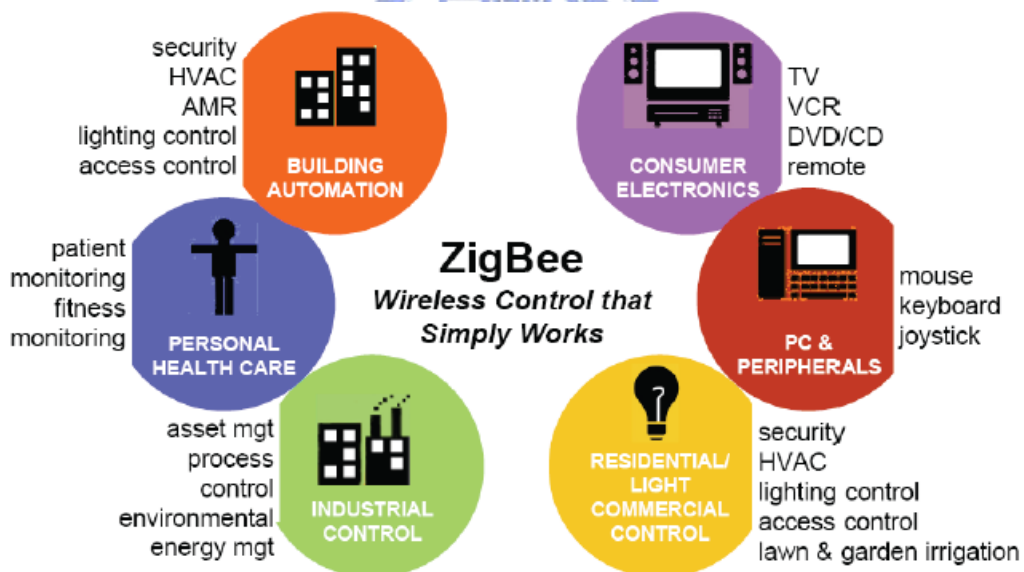 security
HVAC
AMR
lighting control
access control
BUILDING
AUTOMATION
TV
VCR
DVD/CD
remote
CONSUMER
ELECTRONICS
patient
monitoring
fitness
monitoring
PERSONAL
HEALTH CARE
ZigBee
Wireless Control that
Simply Works
mouse
keyboard
joystick
PC &
PERIPHERALS
asset mgt
process
control
environmental
energy mgt
INDUSTRIAL
CONTROL
RESIDENTIAL/
LIGHT
COMMERCIAL
CONTROL
security
HVAC
lighting control
access control
lawn & garden irrigation